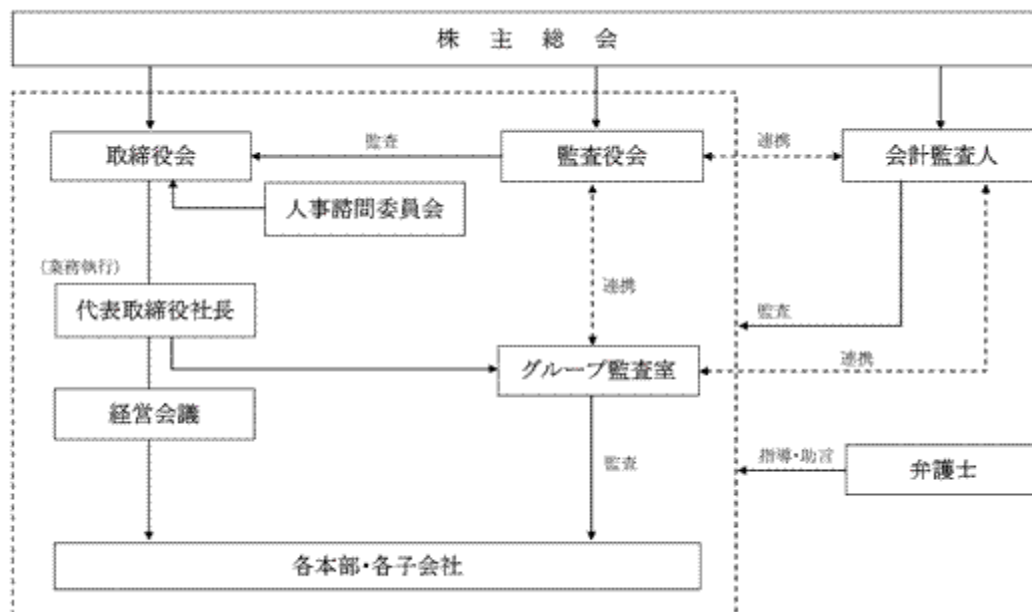 株 主 総 会
取締役会
監査
監査役会
連携
会計監査人
人事諮問委員会
(業務執行)
代表取締役社長
連携
監査
グループ監査室
連携
経営会議
監査
指導・助言
弁護士
各本部・各子会社